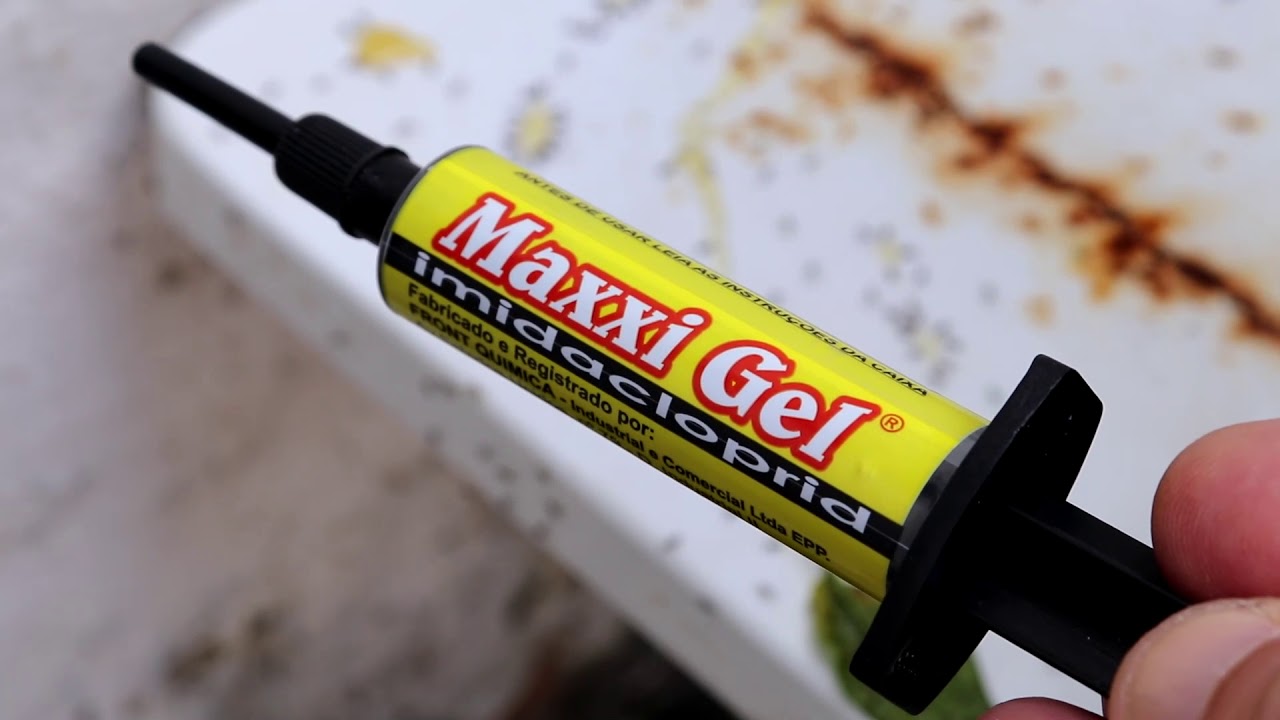 ANTES DE USAR LEIA AS INSTRUÇÕES DA CAIXA
Maxxi Gel ®
imidacloprid
Fabricado e Registrado por:
FRONT QUIMICA - Industrial e Comercial Ltda EPP.